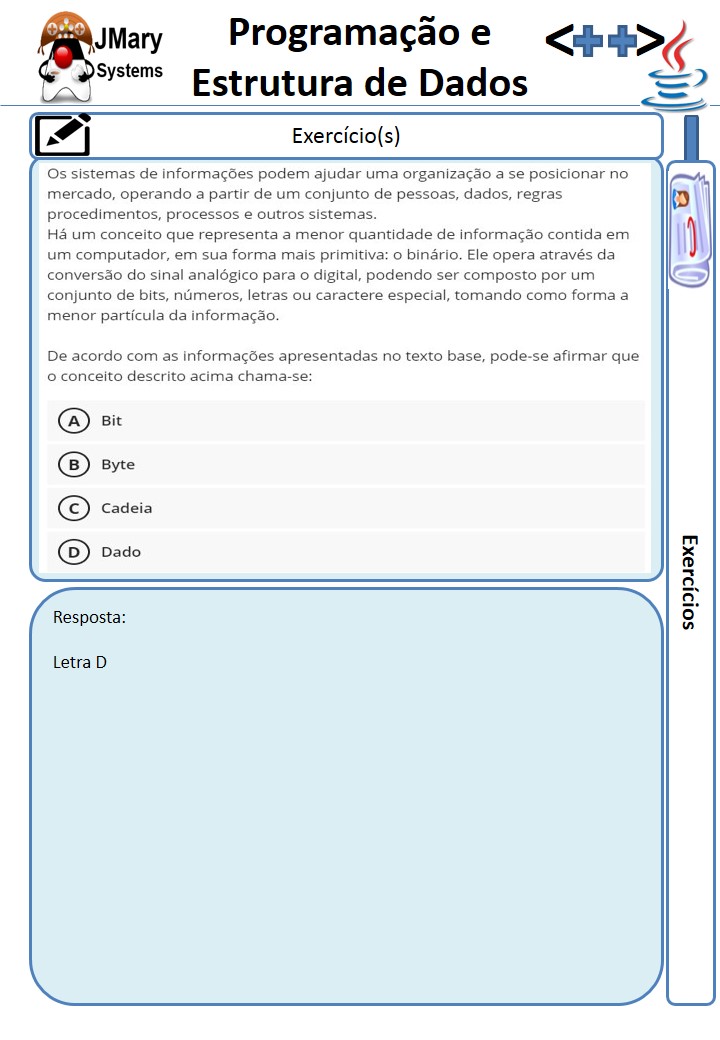 JMary
Systems
Programação e
Estrutura de Dados
<++>
Exercício(s)
Os sistemas de informações podem ajudar uma organização a se posicionar no
mercado, operando a partir de um conjunto de pessoas, dados, regras
procedimentos, processos e outros sistemas.
Há um conceito que representa a menor quantidade de informação contida em
um computador, em sua forma mais primitiva: o binário. Ele opera através da
conversão do sinal analógico para o digital, podendo ser composto por um
conjunto de bits, números, letras ou caractere especial, tomando como forma a
menor partícula da informação.
De acordo com as informações apresentadas no texto base, pode-se afirmar que
o conceito descrito acima chama-se:
A Bit
B Byte
C Cadeia
D Dado
Resposta:
Letra D
Exercícios